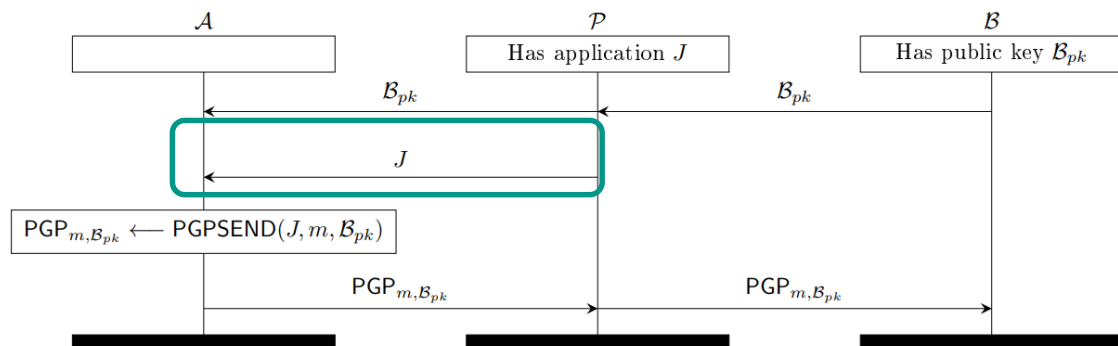 𝒜 𝒫 ℬ
Has application J Has public key ℬ_pk
ℬ_pk ℬ_pk
J
PGP_{m,ℬ_pk} ⟵ PGPSEND(J, m, ℬ_pk)
PGP_{m,ℬ_pk} PGP_{m,ℬ_pk}